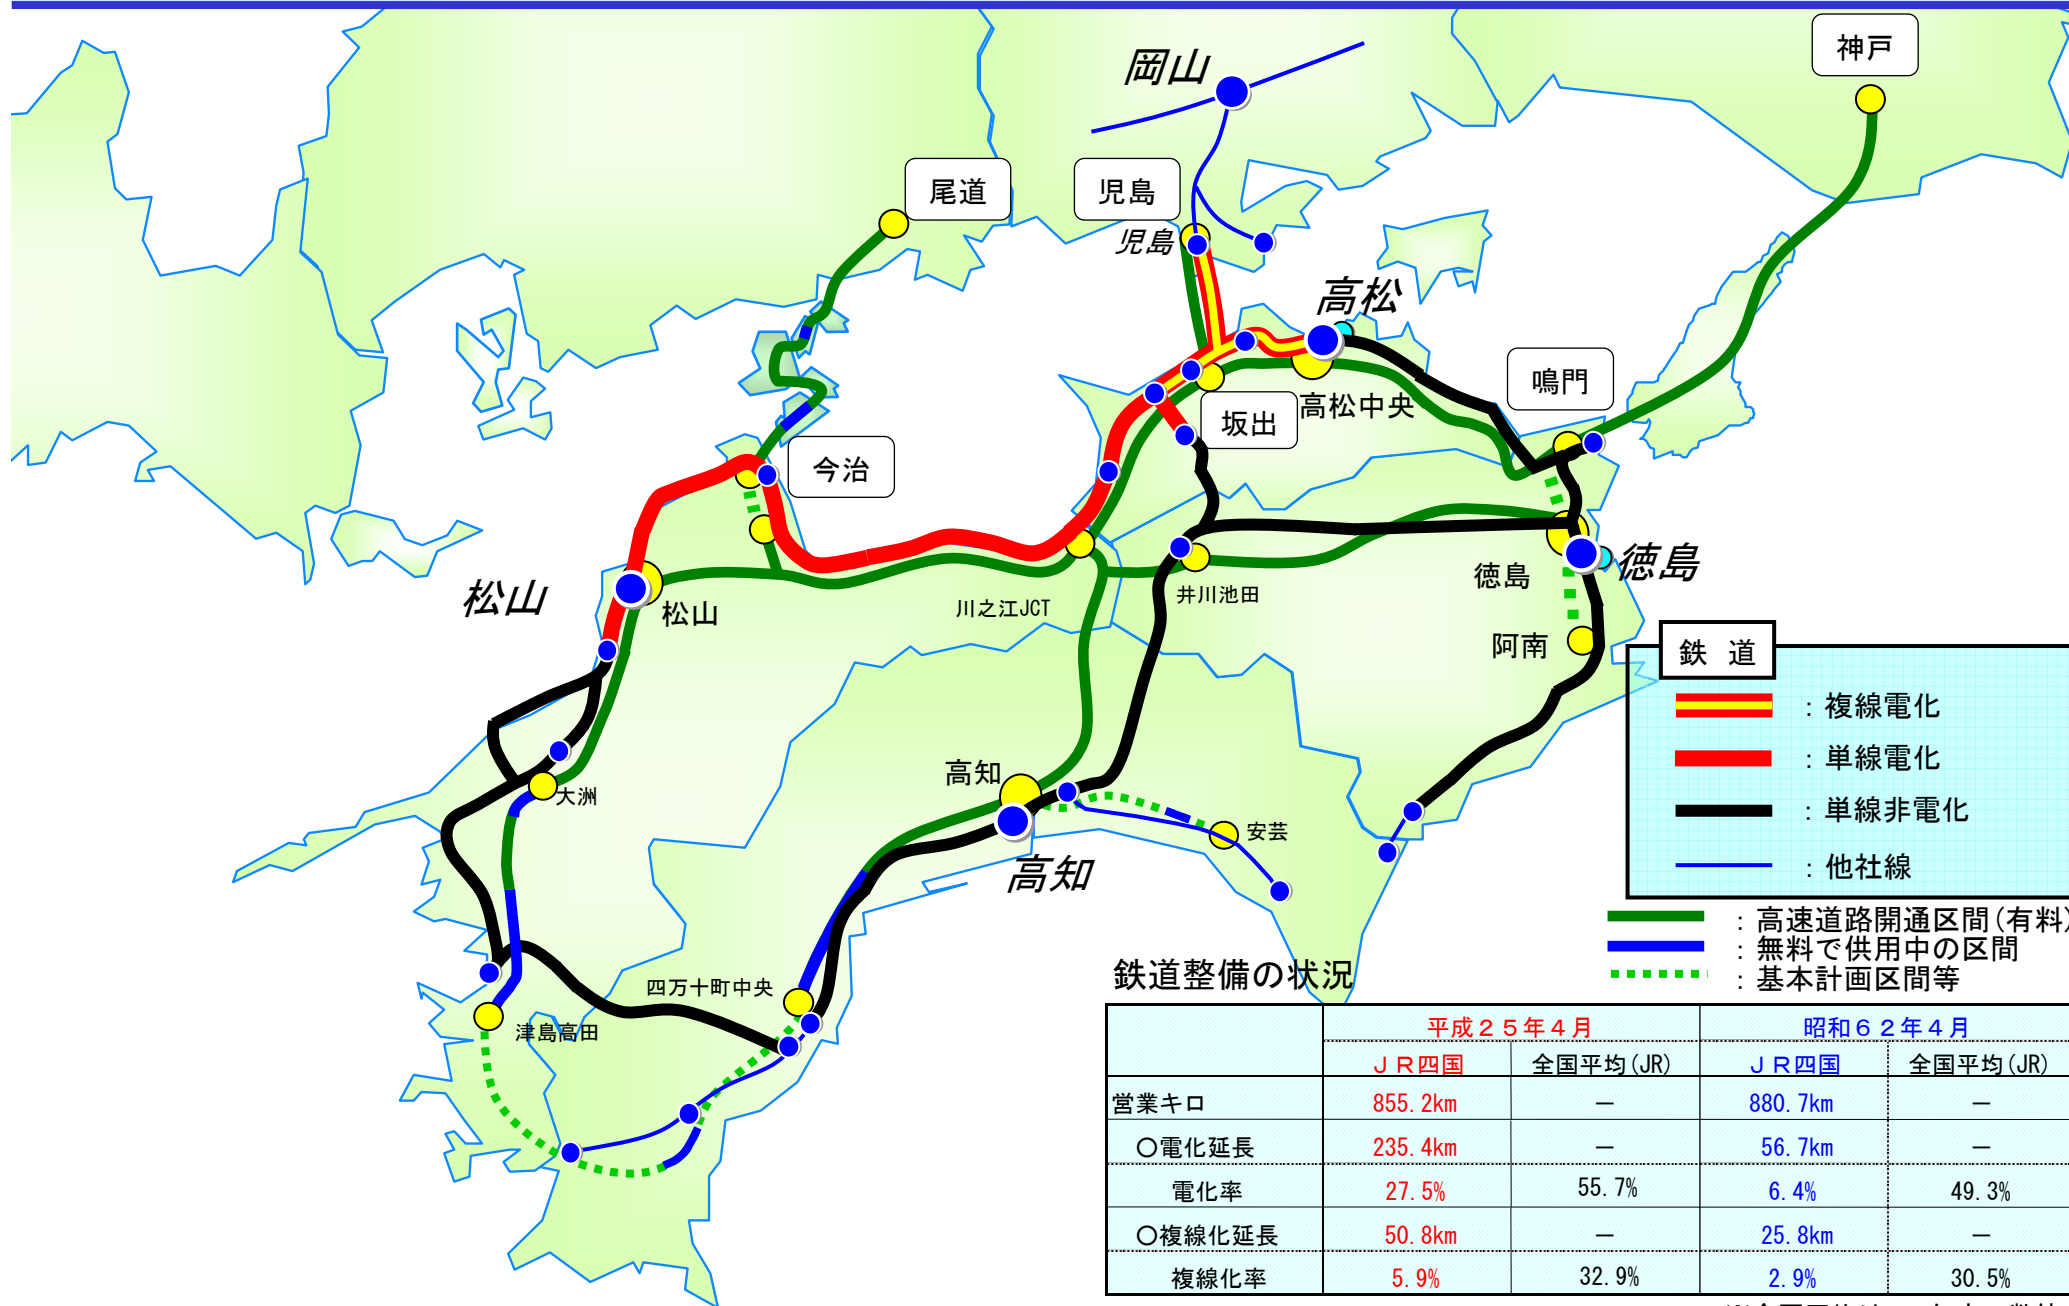 神戸
岡山
尾道
児島
児島
高松
鳴門
高松中央
坂出
今治
徳島
徳島
井川池田
松山
松山
川之江JCT
阿南
鉄 道
：複線電化
：単線電化
：単線非電化
：他社線
高知
大洲
安芸
高知
：高速道路開通区間(有料)
：無料で供用中の区間
：基本計画区間等
四万十町中央
津島高田
鉄道整備の状況
平成２５年４月 昭和６２年４月
ＪＲ四国 全国平均(JR) ＪＲ四国 全国平均(JR)
営業キロ 855.2km － 880.7km －
○電化延長 235.4km － 56.7km －
電化率 27.5% 55.7% 6.4% 49.3%
○複線化延長 50.8km － 25.8km －
複線化率 5.9% 32.9% 2.9% 30.5%